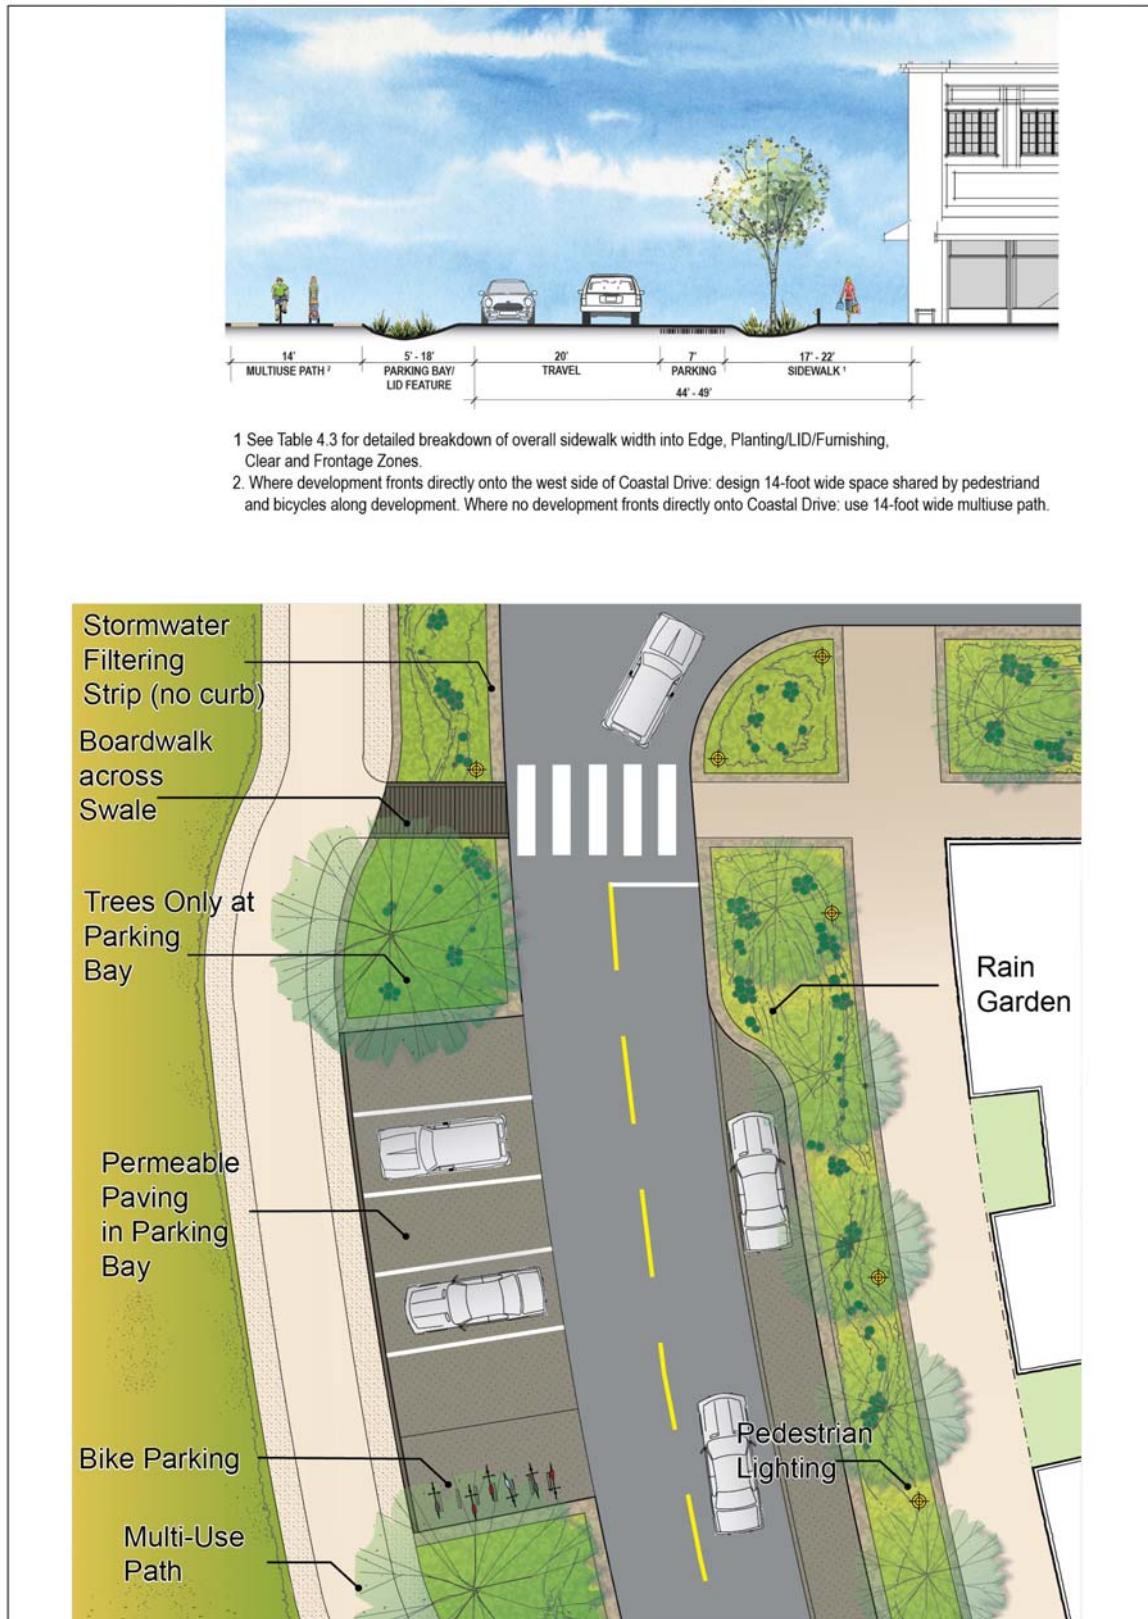 14'
MULTIUSE PATH ²
5' - 18'
PARKING BAY/
LID FEATURE
20'
TRAVEL
7'
PARKING
17' - 22'
SIDEWALK ¹
44' - 49'
1 See Table 4.3 for detailed breakdown of overall sidewalk width into Edge, Planting/LID/Furnishing,
Clear and Frontage Zones.
2. Where development fronts directly onto the west side of Coastal Drive: design 14-foot wide space shared by pedestriand
and bicycles along development. Where no development fronts directly onto Coastal Drive: use 14-foot wide multiuse path.
Stormwater
Filtering
Strip (no curb)
Boardwalk
across
Swale
Trees Only at
Parking
Bay
Rain
Garden
Permeable
Paving
in Parking
Bay
Bike Parking
Pedestrian
Lighting
Multi-Use
Path